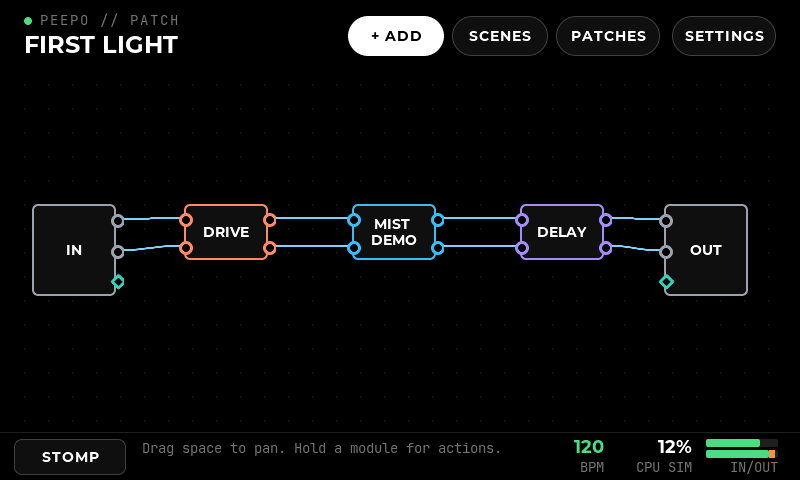 PEEPO // PATCH
FIRST LIGHT
+ ADD
SCENES
PATCHES
SETTINGS
IN
DRIVE
MIST
DEMO
DELAY
OUT
STOMP
Drag space to pan. Hold a module for actions.
120
BPM
12%
CPU SIM
IN/OUT